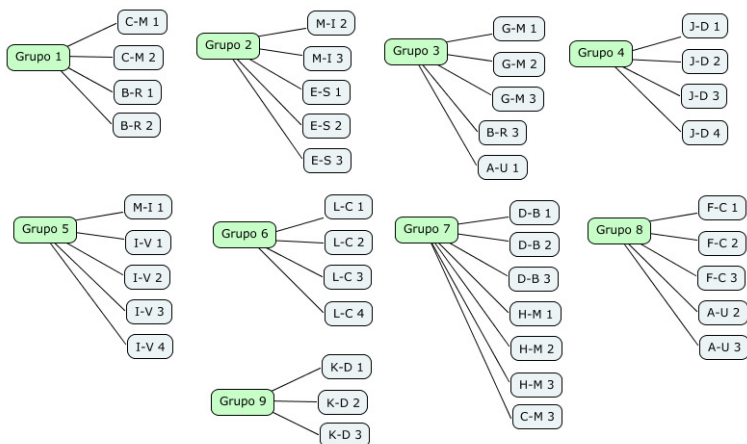 Grupo 1
C-M 1
C-M 2
B-R 1
B-R 2
Grupo 2
M-I 2
M-I 3
E-S 1
E-S 2
E-S 3
Grupo 3
G-M 1
G-M 2
G-M 3
B-R 3
A-U 1
Grupo 4
J-D 1
J-D 2
J-D 3
J-D 4
Grupo 5
M-I 1
I-V 1
I-V 2
I-V 3
I-V 4
Grupo 6
L-C 1
L-C 2
L-C 3
L-C 4
Grupo 7
D-B 1
D-B 2
D-B 3
H-M 1
H-M 2
H-M 3
C-M 3
Grupo 8
F-C 1
F-C 2
F-C 3
A-U 2
A-U 3
Grupo 9
K-D 1
K-D 2
K-D 3